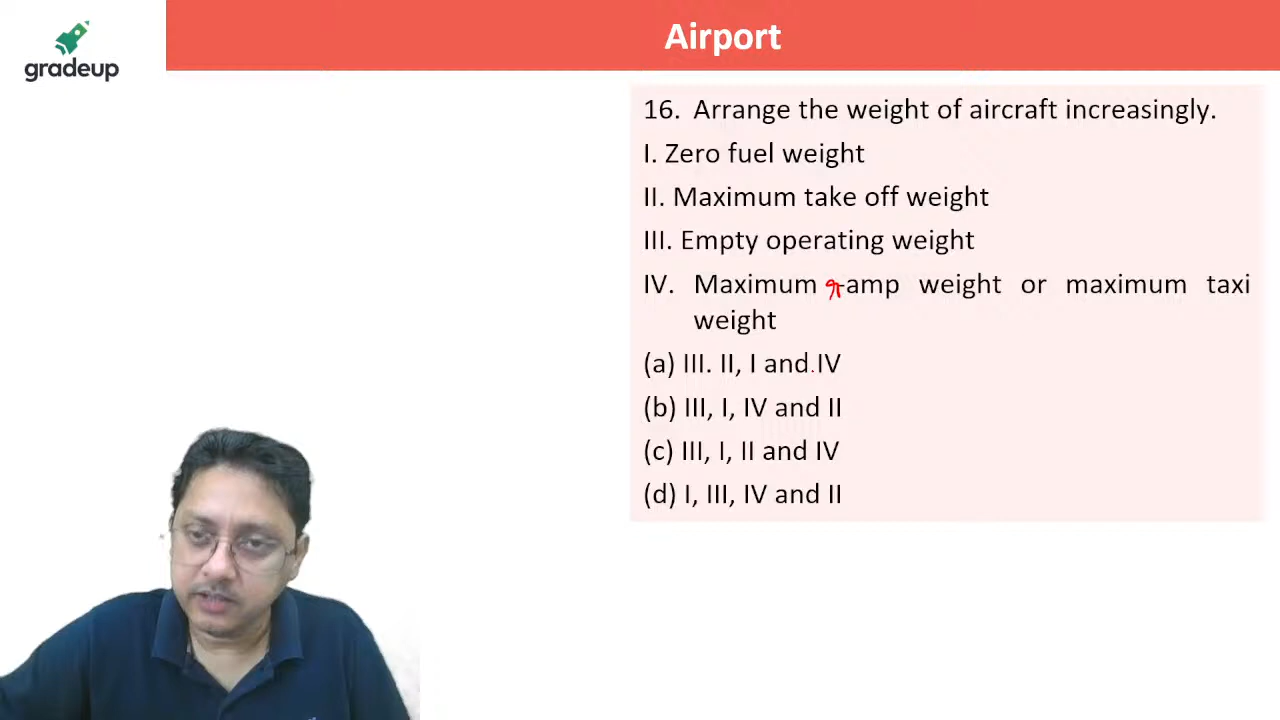 gradeup
Airport
16. Arrange the weight of aircraft increasingly.
I. Zero fuel weight
II. Maximum take off weight
III. Empty operating weight
IV. Maximum ramp weight or maximum taxi
weight
(a) III. II, I and IV
(b) III, I, IV and II
(c) III, I, II and IV
(d) I, III, IV and II